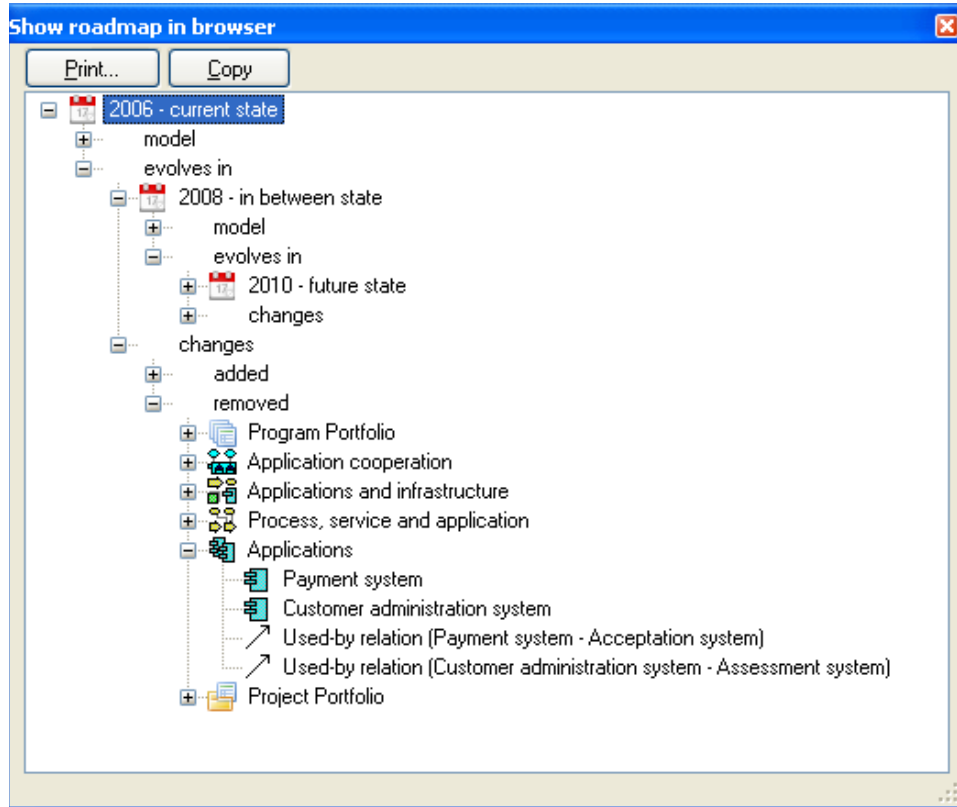 Show roadmap in browser
Print... Copy
2006 - current state
model
evolves in
2008 - in between state
model
evolves in
2010 - future state
changes
changes
added
removed
Program Portfolio
Application cooperation
Applications and infrastructure
Process, service and application
Applications
Payment system
Customer administration system
Used-by relation (Payment system - Acceptation system)
Used-by relation (Customer administration system - Assessment system)
Project Portfolio